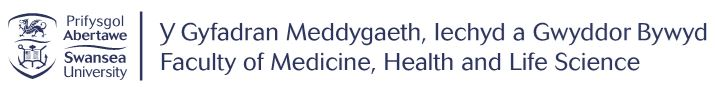 Prifysgol
Abertawe
Swansea
University
Y Gyfadran Meddygaeth, Iechyd a Gwyddor Bywyd
Faculty of Medicine, Health and Life Science